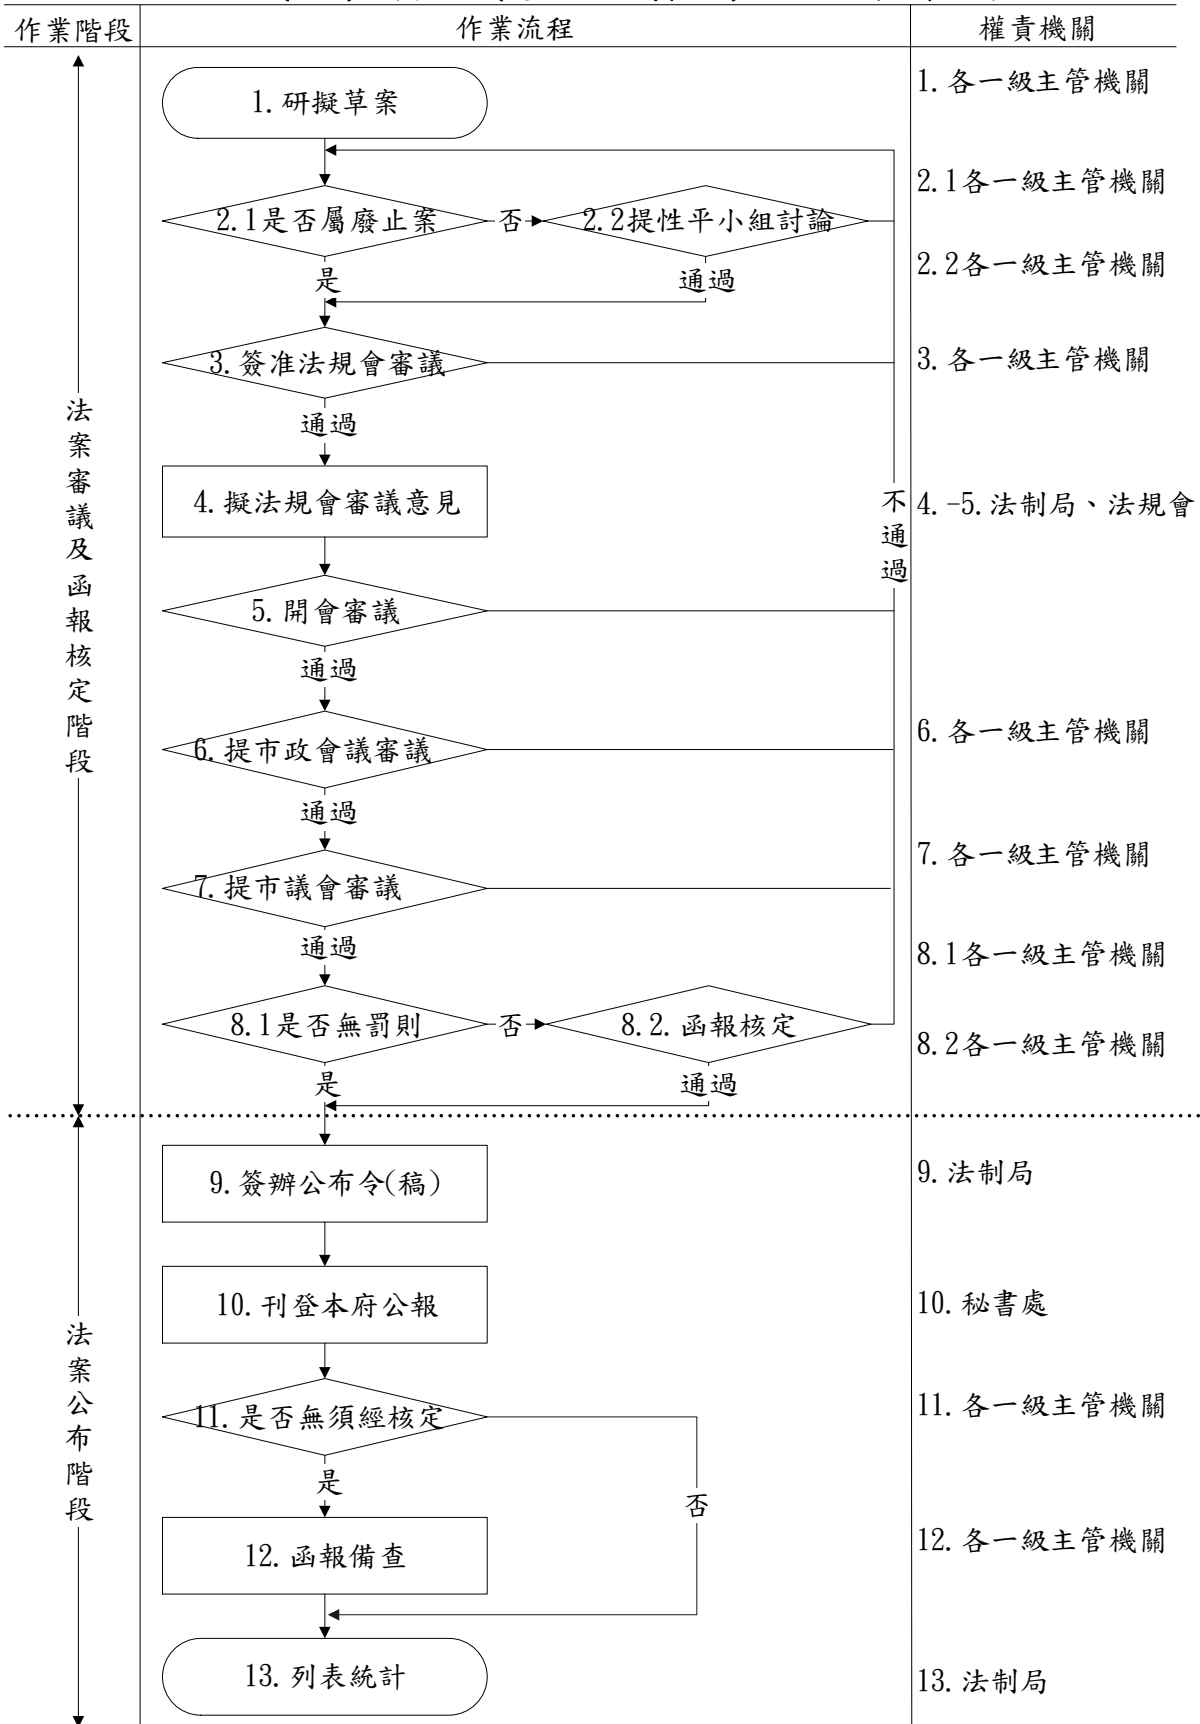 作業階段 作業流程 權責機關
1.研擬草案
1.各一級主管機關
2.1是否屬廢止案
否
2.2提性平小組討論
2.1各一級主管機關
是
通過
2.2各一級主管機關
3.簽准法規會審議
3.各一級主管機關
通過
4.擬法規會審議意見
不通過
4.-5.法制局、法規會
5.開會審議
通過
6.提市政會議審議
6.各一級主管機關
通過
7.提市議會審議
7.各一級主管機關
通過
8.1是否無罰則
否
8.2.函報核定
8.1各一級主管機關
8.2各一級主管機關
是
通過
法案審議及函報核定階段
9.簽辦公布令(稿)
9.法制局
10.刊登本府公報
10.秘書處
11.是否無須經核定
11.各一級主管機關
是
否
12.函報備查
12.各一級主管機關
13.列表統計
13.法制局
法案公布階段